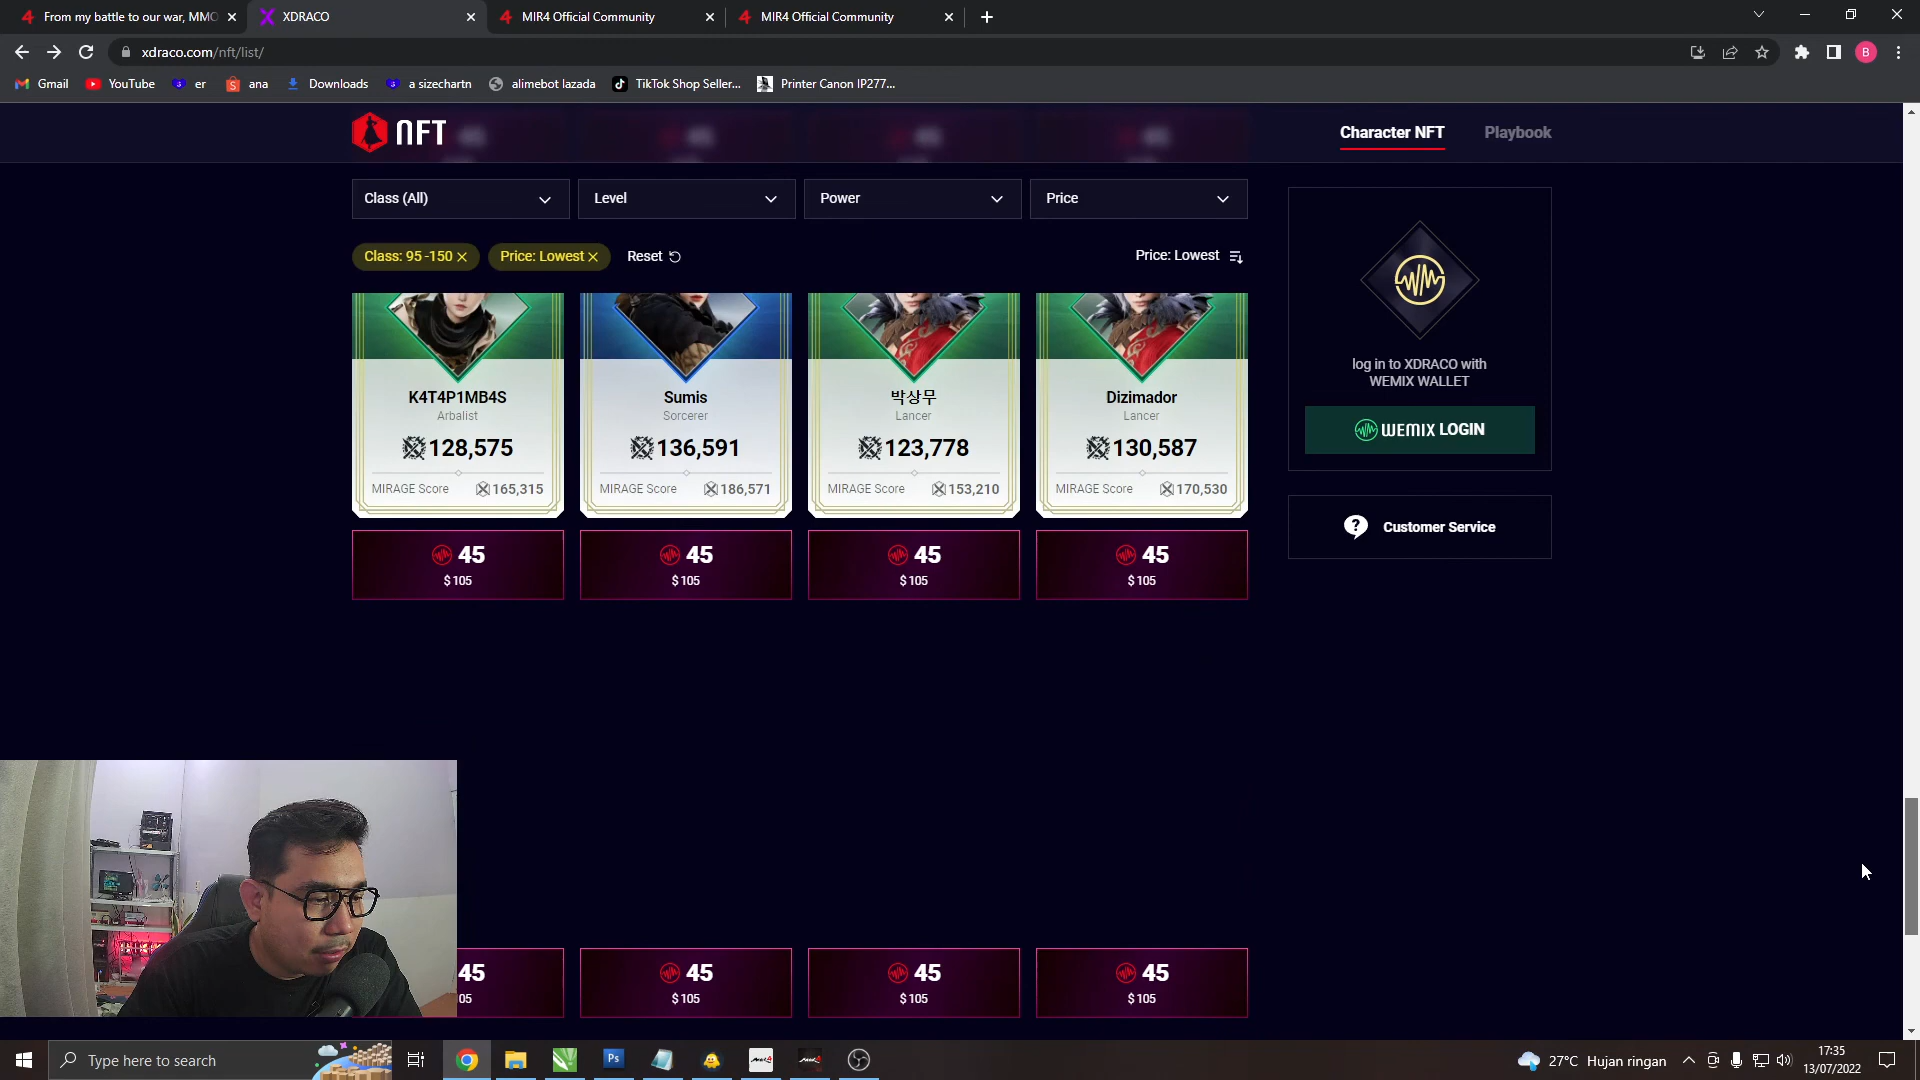 From my battle to our war, MMO
XDRACO
MIR4 Official Community
MIR4 Official Community
xdraco.com/nft/list/
B
Gmail
YouTube
er
ana
Downloads
a sizechartn
alimebot lazada
TikTok Shop Seller...
Printer Canon IP277...
NFT
45
45
45
45
Character NFT
Playbook
Class (All)
Level
Power
Price
Class: 95 -150
Price: Lowest
Reset
Price: Lowest
K4T4P1MB4S
Arbalist
128,575
MIRAGE Score 165,315
45
$ 105
Sumis
Sorcerer
136,591
MIRAGE Score 186,571
45
$ 105
박상무
Lancer
123,778
MIRAGE Score 153,210
45
$ 105
Dizimador
Lancer
130,587
MIRAGE Score 170,530
45
$ 105
log in to XDRACO with
WEMIX WALLET
WEMIX LOGIN
Customer Service
45
05
45
$ 105
45
$ 105
45
$ 105
Type here to search
Ps
27°C Hujan ringan
17:35
13/07/2022